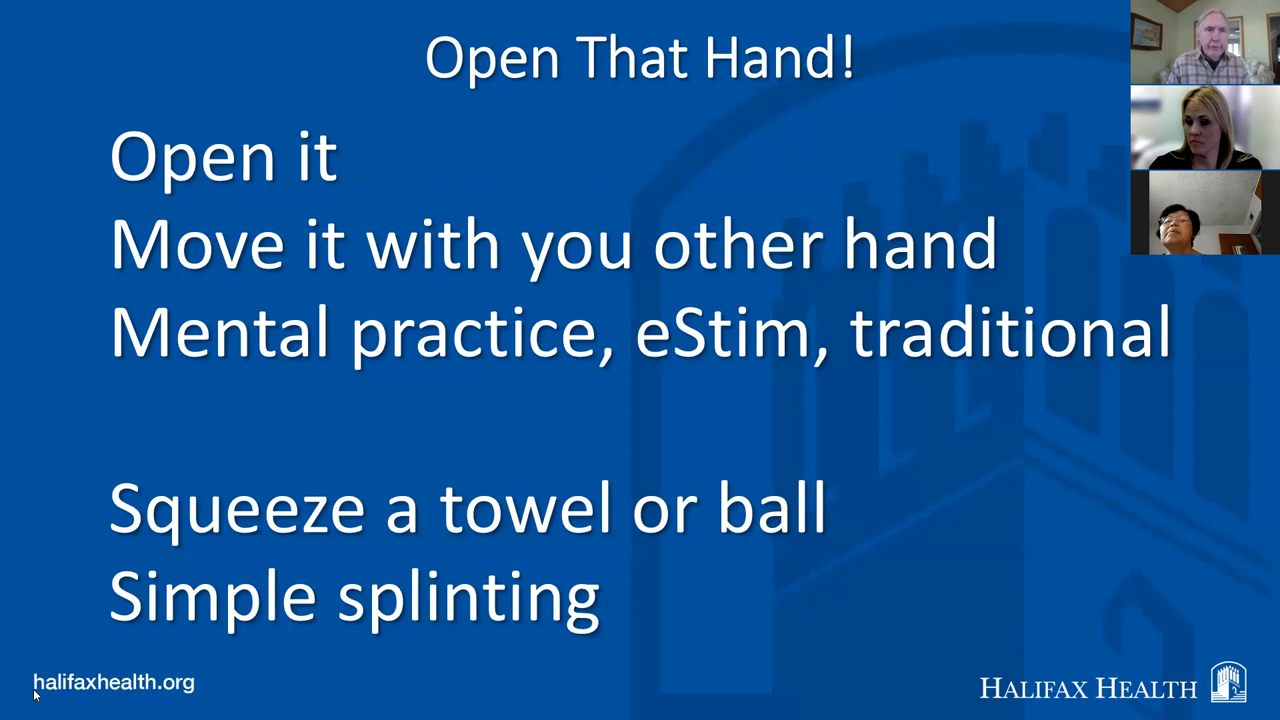 Open That Hand!
Open it
Move it with you other hand
Mental practice, eStim, traditional
Squeeze a towel or ball
Simple splinting
halifaxhealth.org
HALIFAX HEALTH